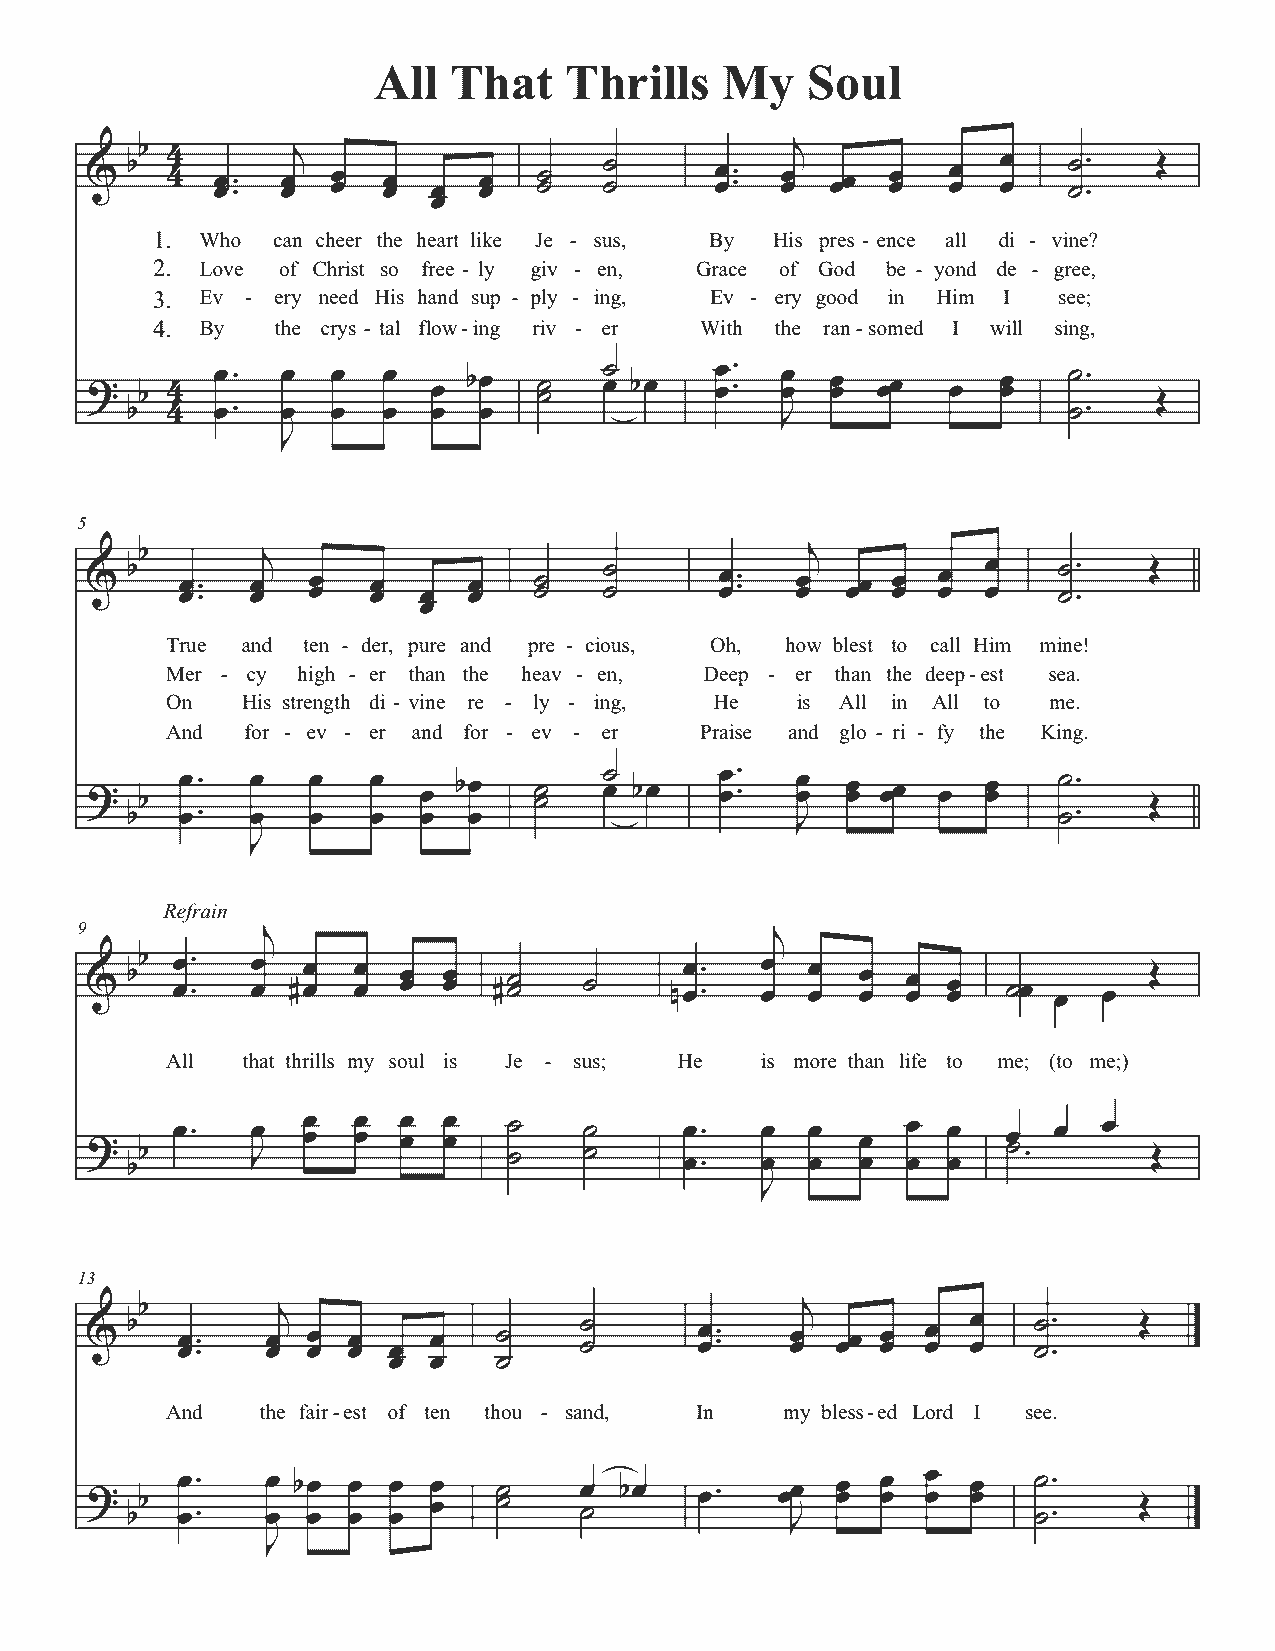 All That Thrills My Soul
1. Who can cheer the heart like Je - sus, By His pres - ence all di - vine?
2. Love of Christ so free - ly giv - en, Grace of God be - yond de - gree,
3. Ev - ery need His hand sup - ply - ing, Ev - ery good in Him I see;
4. By the crys - tal flow - ing riv - er With the ran - somed I will sing,
5
True and ten - der, pure and pre - cious, Oh, how blest to call Him mine!
Mer - cy high - er than the heav - en, Deep - er than the deep - est sea.
On His strength di - vine re - ly - ing, He is All in All to me.
And for - ev - er and for - ev - er Praise and glo - ri - fy the King.
Refrain
9
All that thrills my soul is Je - sus; He is more than life to me; (to me;)
13
And the fair - est of ten thou - sand, In my bless - ed Lord I see.